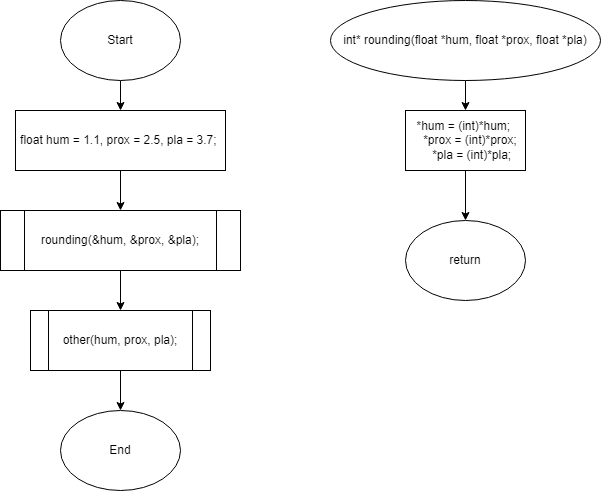 Start
float hum = 1.1, prox = 2.5, pla = 3.7;
rounding(&hum, &prox, &pla);
other(hum, prox, pla);
End
int* rounding(float *hum, float *prox, float *pla)
*hum = (int)*hum;
*prox = (int)*prox;
*pla = (int)*pla;
return